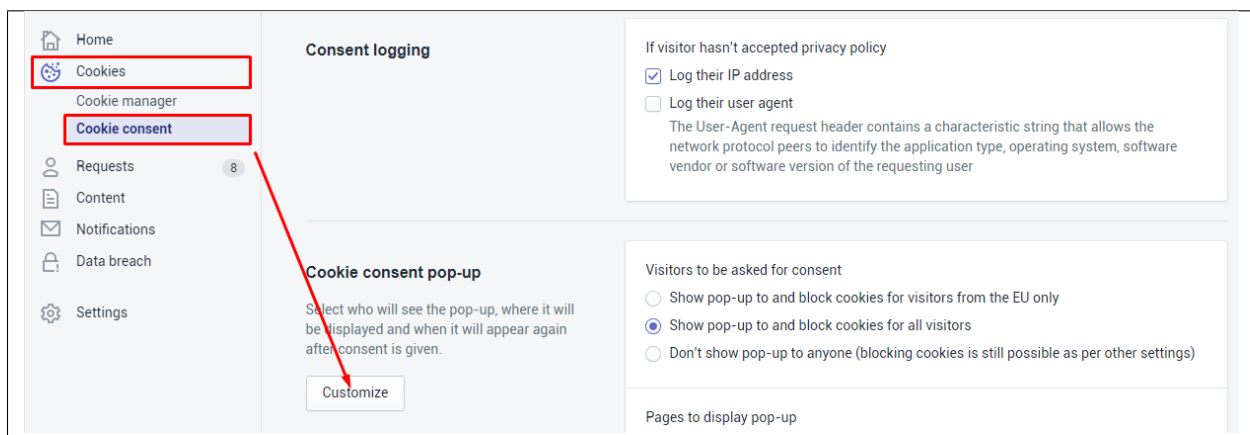 Home
Cookies
Cookie manager
Cookie consent
Requests 8
Content
Notifications
Data breach
Settings
Consent logging
If visitor hasn't accepted privacy policy
Log their IP address
Log their user agent
The User-Agent request header contains a characteristic string that allows the
network protocol peers to identify the application type, operating system, software
vendor or software version of the requesting user
Cookie consent pop-up
Select who will see the pop-up, where it will
be displayed and when it will appear again
after consent is given.
Customize
Visitors to be asked for consent
Show pop-up to and block cookies for visitors from the EU only
Show pop-up to and block cookies for all visitors
Don't show pop-up to anyone (blocking cookies is still possible as per other settings)
Pages to display pop-up